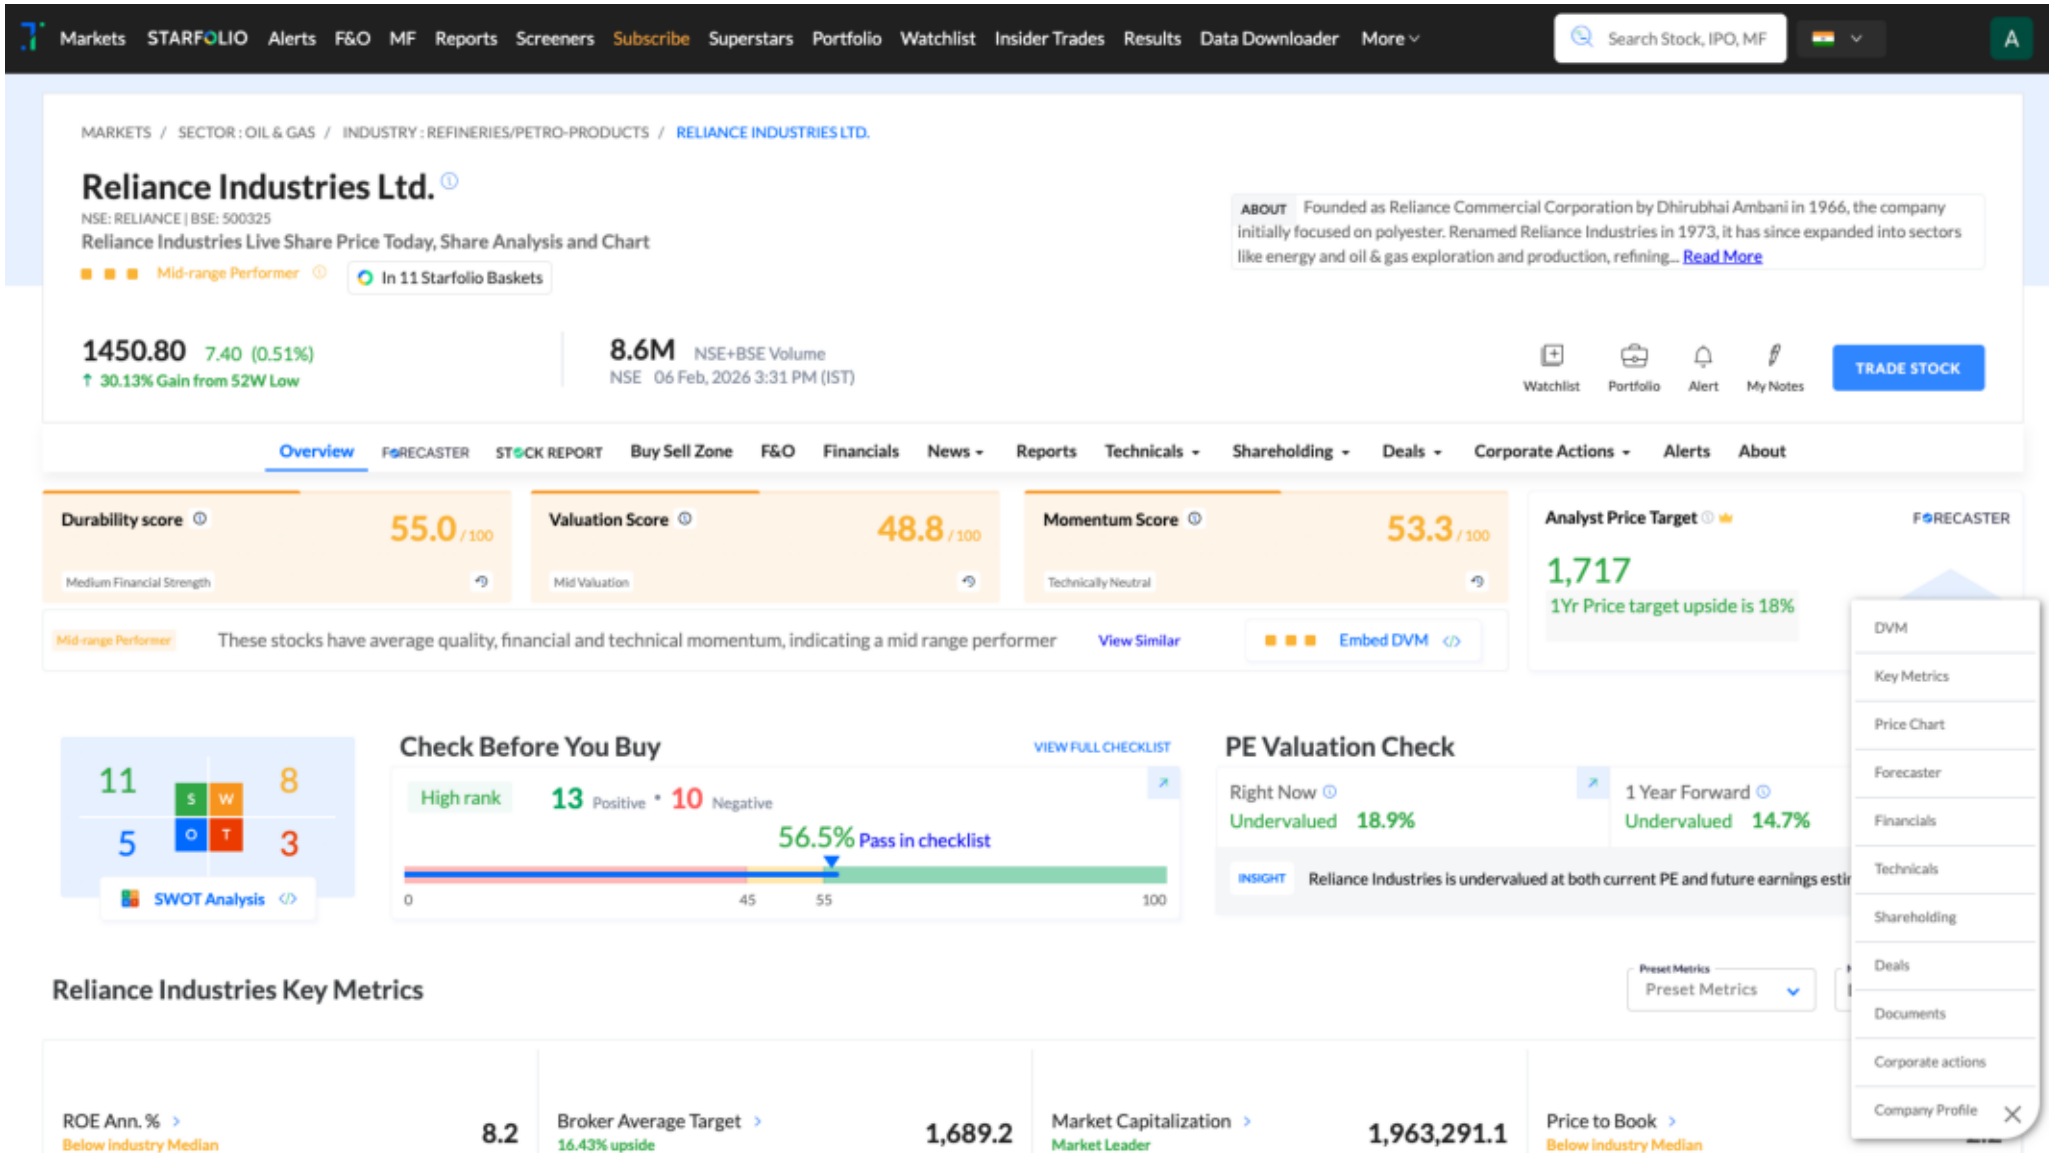 Markets STARFOLIO Alerts F&O MF Reports Screeners Subscribe Superstars Portfolio Watchlist Insider Trades Results Data Downloader More Search Stock, IPO, MF A
MARKETS / SECTOR : OIL & GAS / INDUSTRY : REFINERIES/PETRO-PRODUCTS / RELIANCE INDUSTRIES LTD.
Reliance Industries Ltd.
NSE: RELIANCE | BSE: 500325
Reliance Industries Live Share Price Today, Share Analysis and Chart
Mid-range Performer In 11 Starfolio Baskets
ABOUT Founded as Reliance Commercial Corporation by Dhirubhai Ambani in 1966, the company
initially focused on polyester. Renamed Reliance Industries in 1973, it has since expanded into sectors
like energy and oil & gas exploration and production, refining... Read More
1450.80 7.40 (0.51%)
↑ 30.13% Gain from 52W Low
8.6M NSE+BSE Volume
NSE 06 Feb, 2026 3:31 PM (IST)
Watchlist Portfolio Alert My Notes TRADE STOCK
Overview FORECASTER STOCK REPORT Buy Sell Zone F&O Financials News Reports Technicals Shareholding Deals Corporate Actions Alerts About
Durability score 55.0 / 100
Medium Financial Strength
Valuation Score 48.8 / 100
Mid Valuation
Momentum Score 53.3 / 100
Technically Neutral
Analyst Price Target FORECASTER
1,717
1Yr Price target upside is 18%
Mid-range Performer These stocks have average quality, financial and technical momentum, indicating a mid range performer View Similar Embed DVM </>
11 8
S W
O T
5 3
SWOT Analysis </>
Check Before You Buy VIEW FULL CHECKLIST
High rank 13 Positive • 10 Negative
56.5% Pass in checklist
0 45 55 100
PE Valuation Check
Right Now
Undervalued 18.9%
1 Year Forward
Undervalued 14.7%
INSIGHT Reliance Industries is undervalued at both current PE and future earnings
Reliance Industries Key Metrics
Preset Metrics
Preset Metrics
ROE Ann. % >
Below industry Median
8.2
Broker Average Target >
16.43% upside
1,689.2
Market Capitalization >
Market Leader
1,963,291.1
Price to Book >
Below industry Median
DVM
Key Metrics
Price Chart
Forecaster
Financials
Technicals
Shareholding
Deals
Documents
Corporate actions
Company Profile